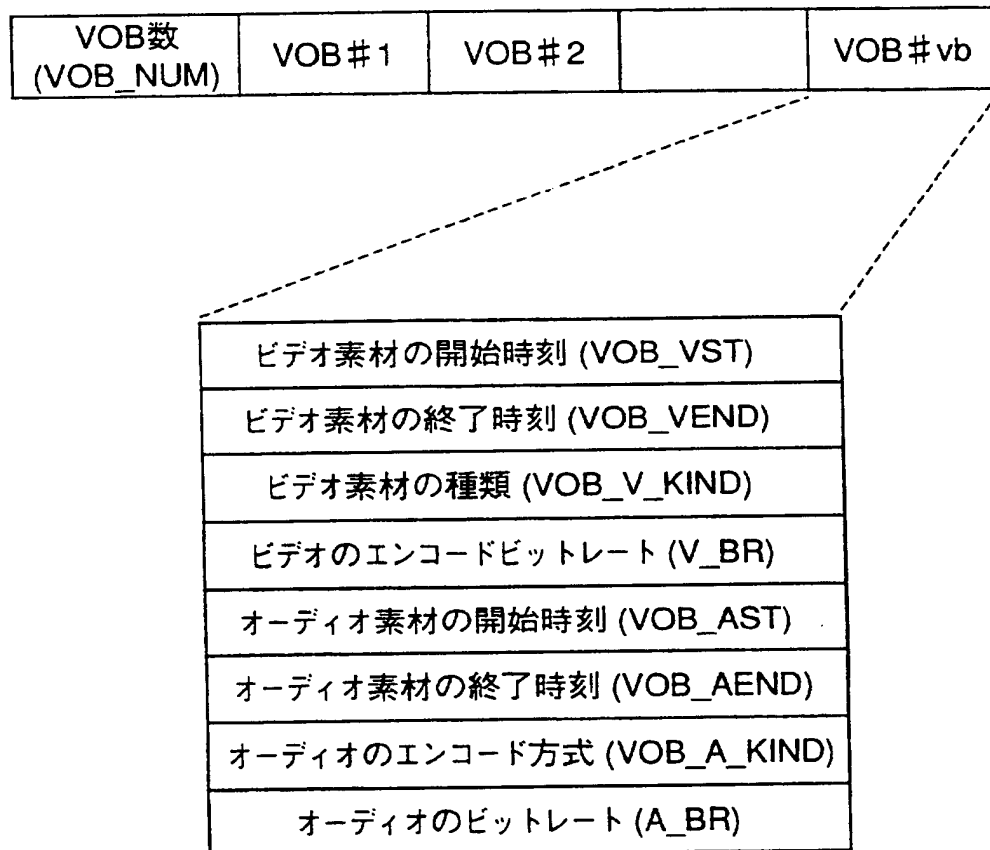 VOB数
(VOB_NUM)
VOB♯1
VOB♯2
VOB♯vb
ビデオ素材の開始時刻 (VOB_VST)
ビデオ素材の終了時刻 (VOB_VEND)
ビデオ素材の種類 (VOB_V_KIND)
ビデオのエンコードビットレート (V_BR)
オーディオ素材の開始時刻 (VOB_AST)
オーディオ素材の終了時刻 (VOB_AEND)
オーディオのエンコード方式 (VOB_A_KIND)
オーディオのビットレート (A_BR)